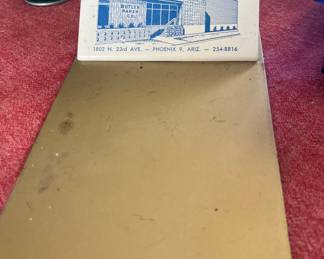 BUTLER
PAPER
CO.
1802 N. 23rd AVE. — PHOENIX 9, ARIZ. — 254-8816